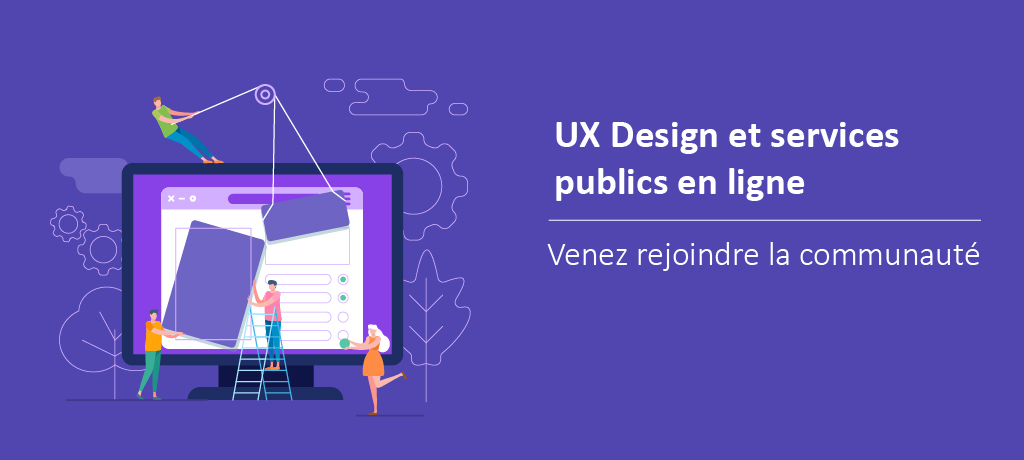 UX Design et services
publics en ligne
Venez rejoindre la communauté